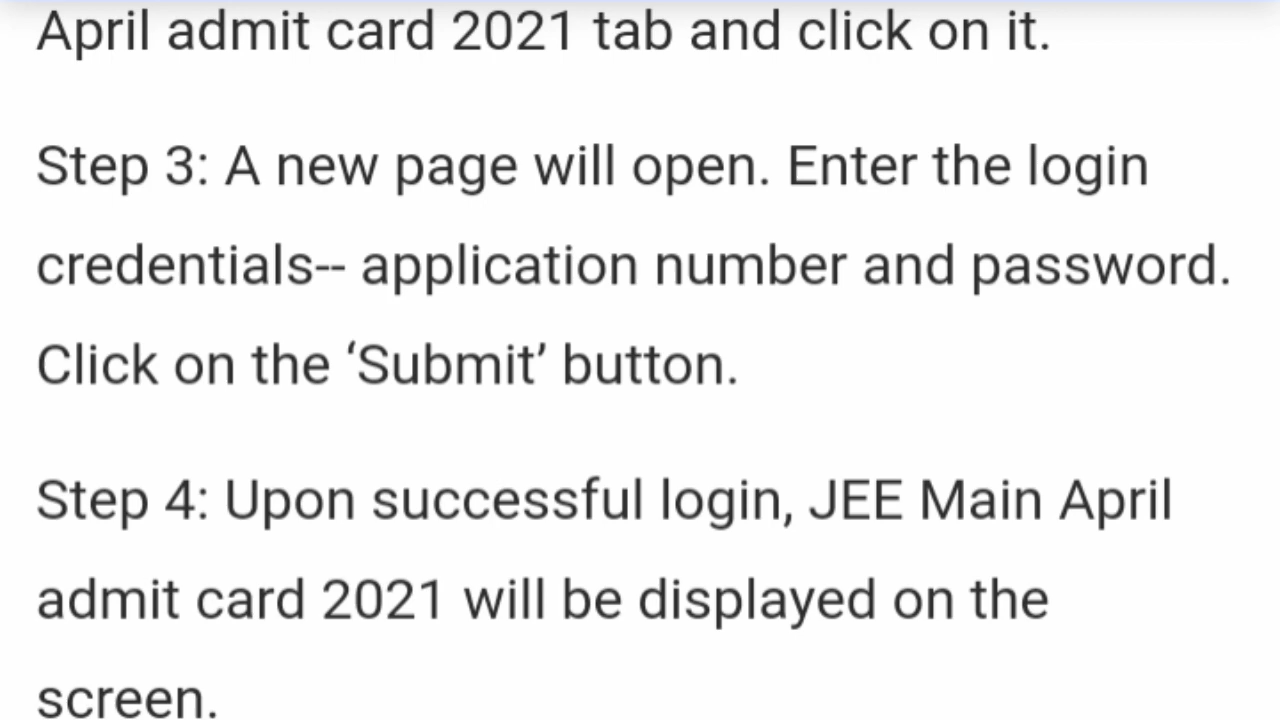 April admit card 2021 tab and click on it.
Step 3: A new page will open. Enter the login
credentials-- application number and password.
Click on the ‘Submit’ button.
Step 4: Upon successful login, JEE Main April
admit card 2021 will be displayed on the
screen.